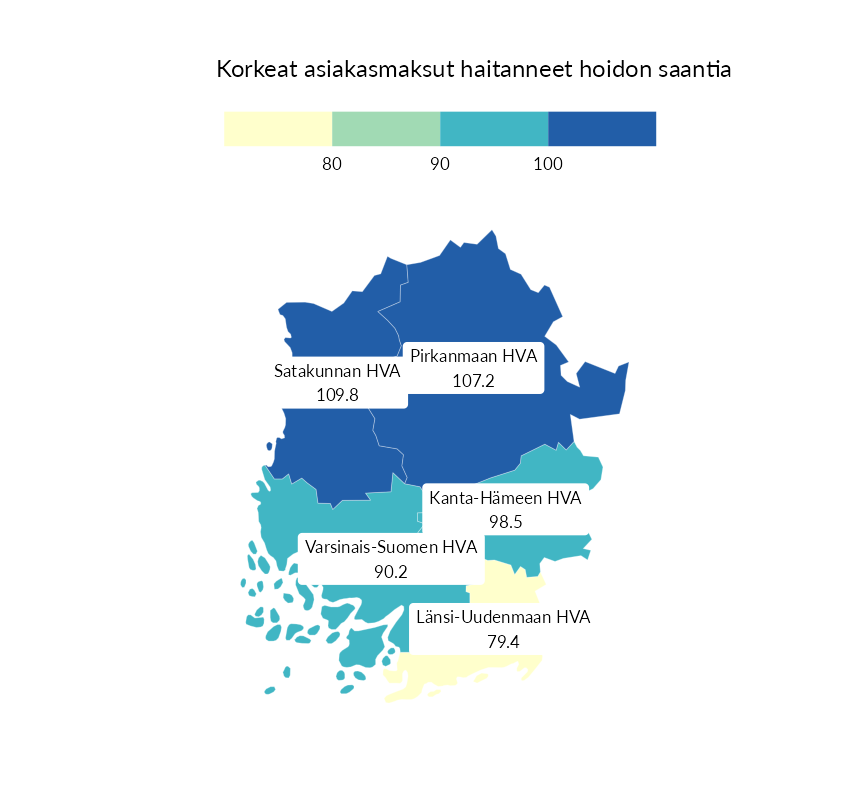 Korkeat asiakasmaksut haitanneet hoidon saantia
80 90 100
Pirkanmaan HVA
107.2
Satakunnan HVA
109.8
Kanta-Hämeen HVA
98.5
Varsinais-Suomen HVA
90.2
Länsi-Uudenmaan HVA
79.4